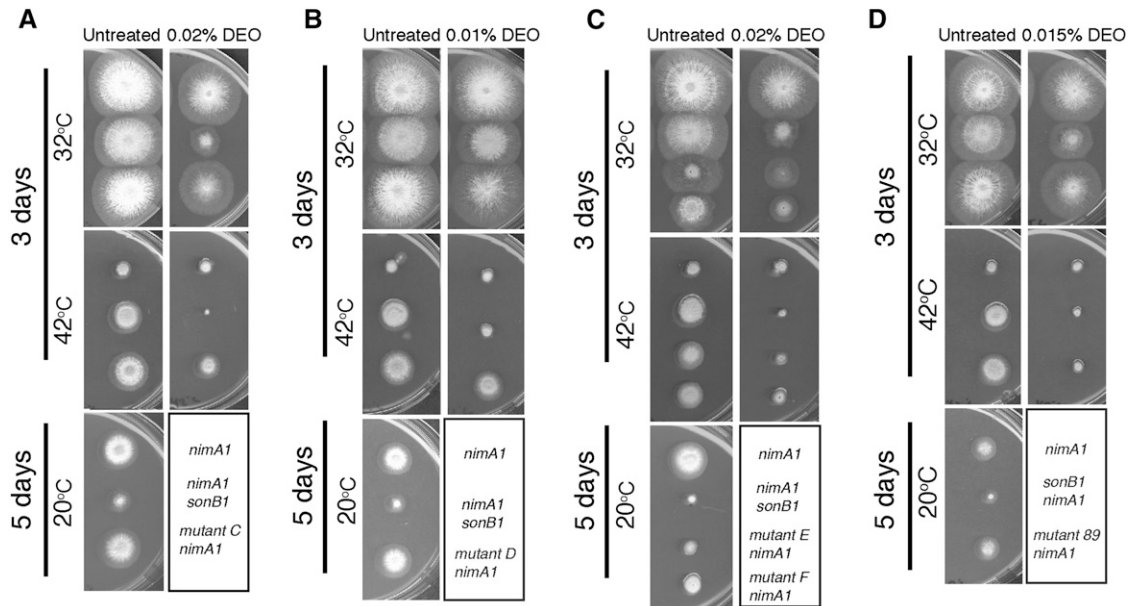 A
Untreated 0.02% DEO
3 days
32°C
42°C
5 days
20°C
nimA1
nimA1
sonB1
mutant C
nimA1
B
Untreated 0.01% DEO
3 days
32°C
42°C
5 days
20°C
nimA1
nimA1
sonB1
mutant D
nimA1
C
Untreated 0.02% DEO
3 days
32°C
42°C
5 days
20°C
nimA1
nimA1
sonB1
mutant E
nimA1
mutant F
nimA1
D
Untreated 0.015% DEO
3 days
32°C
42°C
5 days
20°C
nimA1
sonB1
nimA1
mutant 89
nimA1